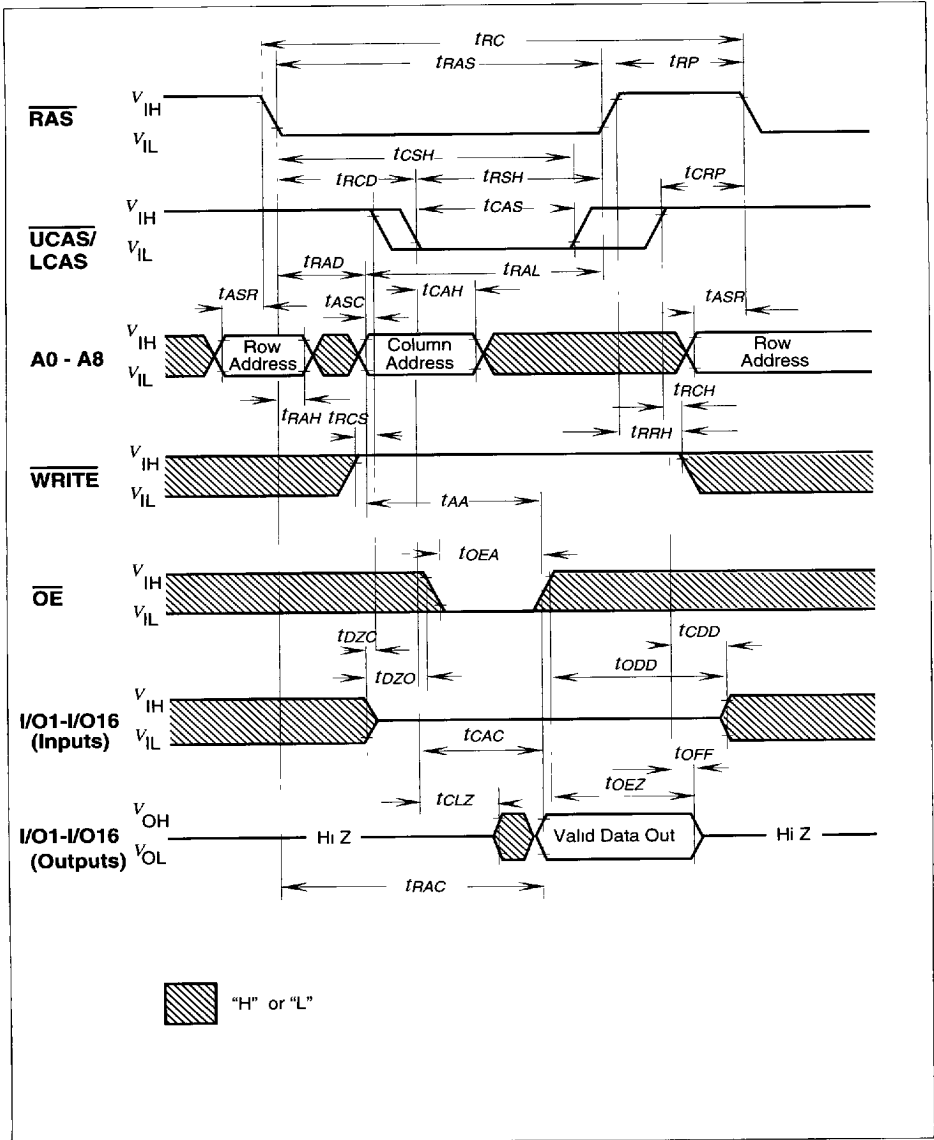 tRC
tRAS tRP
RAS VIH
VIL
tCSH
tRCD tRSH tCRP
tCAS
UCAS/ VIH
LCAS VIL
tRAD tRAL
tASR tASC tCAH tASR
A0 - A8 VIH Row Address Column Address Row Address
VIL
tRAH tRCS tRCH
tRRH
WRITE VIH
VIL
tAA
tOEA
OE VIH
VIL
tDZC tCDD
tDZO tODD
I/O1-I/O16 VIH
(Inputs) VIL
tCAC tOFF
tCLZ tOEZ
I/O1-I/O16 VOH Hi Z Valid Data Out Hi Z
(Outputs) VOL
tRAC
“H” or “L”